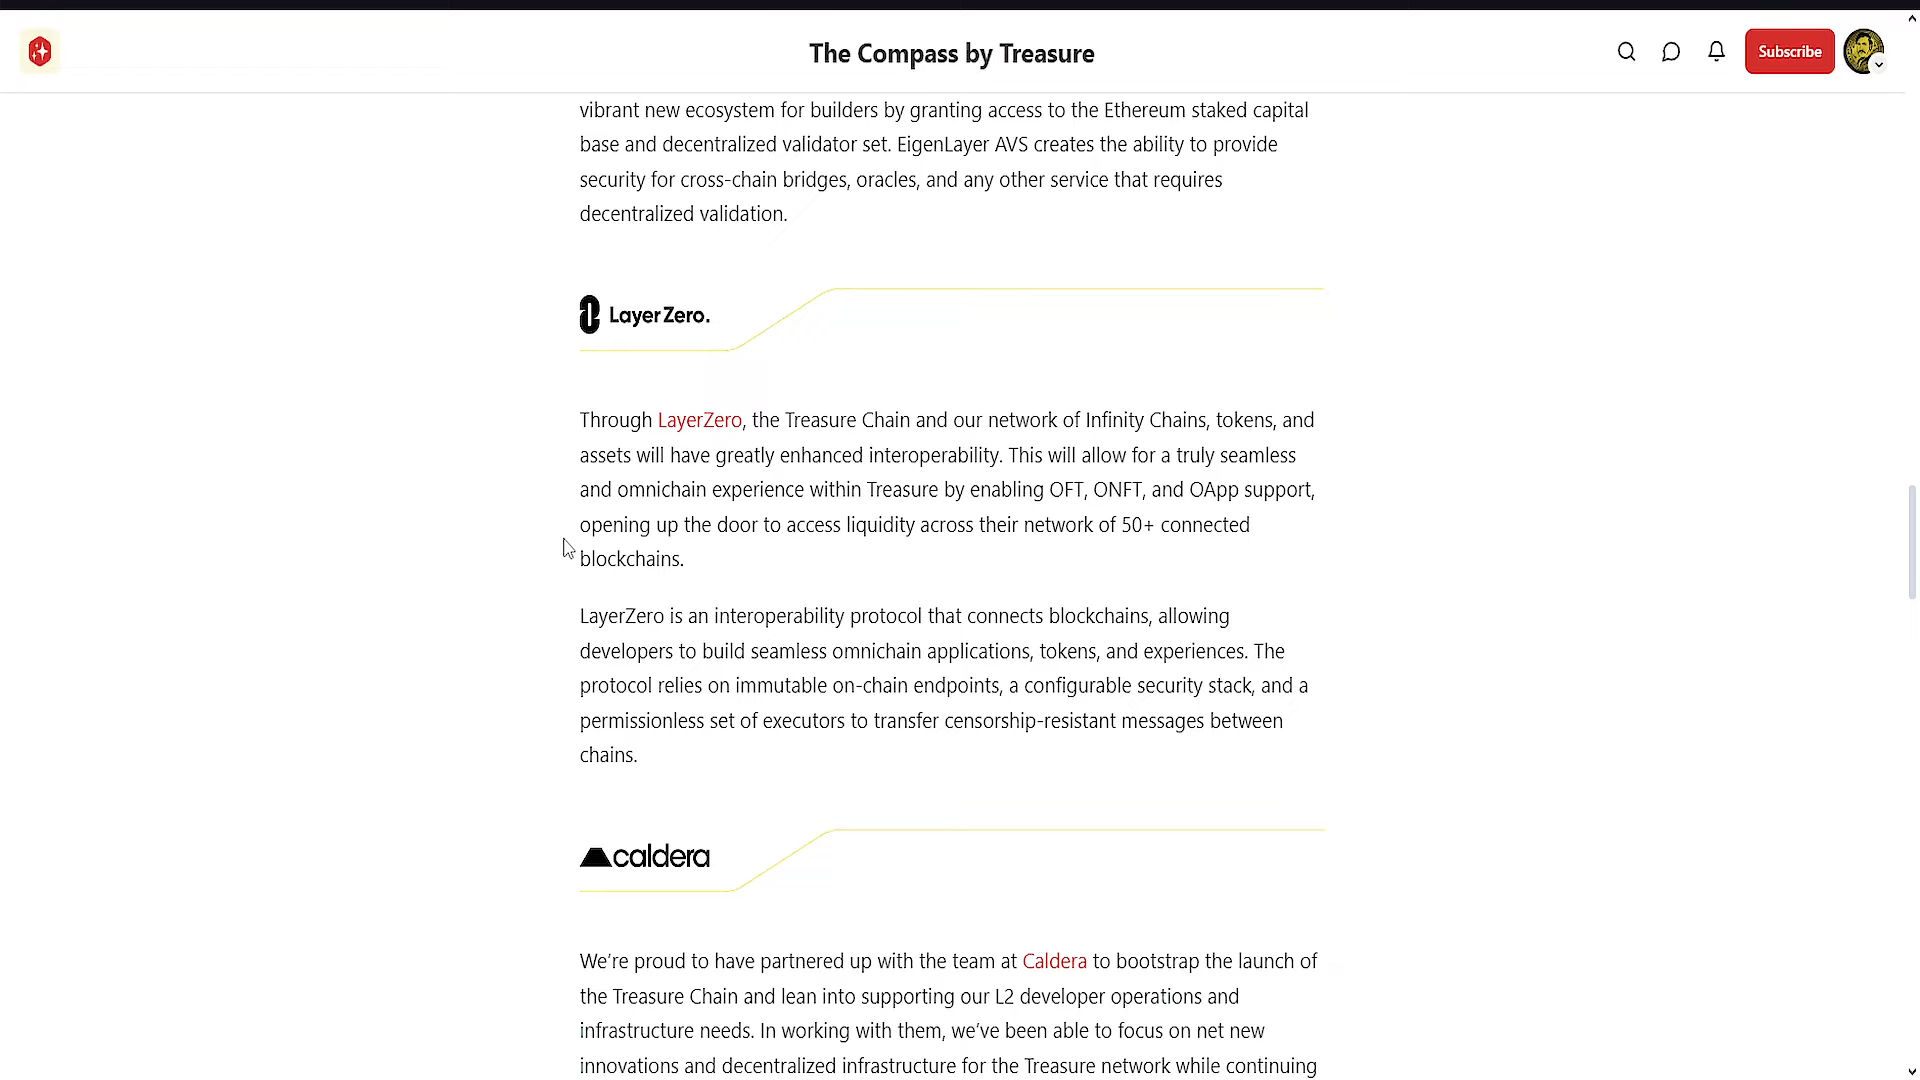 The Compass by Treasure
Subscribe
vibrant new ecosystem for builders by granting access to the Ethereum staked capital
base and decentralized validator set. EigenLayer AVS creates the ability to provide
security for cross-chain bridges, oracles, and any other service that requires
decentralized validation.
LayerZero.
Through LayerZero, the Treasure Chain and our network of Infinity Chains, tokens, and
assets will have greatly enhanced interoperability. This will allow for a truly seamless
and omnichain experience within Treasure by enabling OFT, ONFT, and OApp support,
opening up the door to access liquidity across their network of 50+ connected
blockchains.
LayerZero is an interoperability protocol that connects blockchains, allowing
developers to build seamless omnichain applications, tokens, and experiences. The
protocol relies on immutable on-chain endpoints, a configurable security stack, and a
permissionless set of executors to transfer censorship-resistant messages between
chains.
caldera
We’re proud to have partnered up with the team at Caldera to bootstrap the launch of
the Treasure Chain and lean into supporting our L2 developer operations and
infrastructure needs. In working with them, we’ve been able to focus on net new
innovations and decentralized infrastructure for the Treasure network while continuing